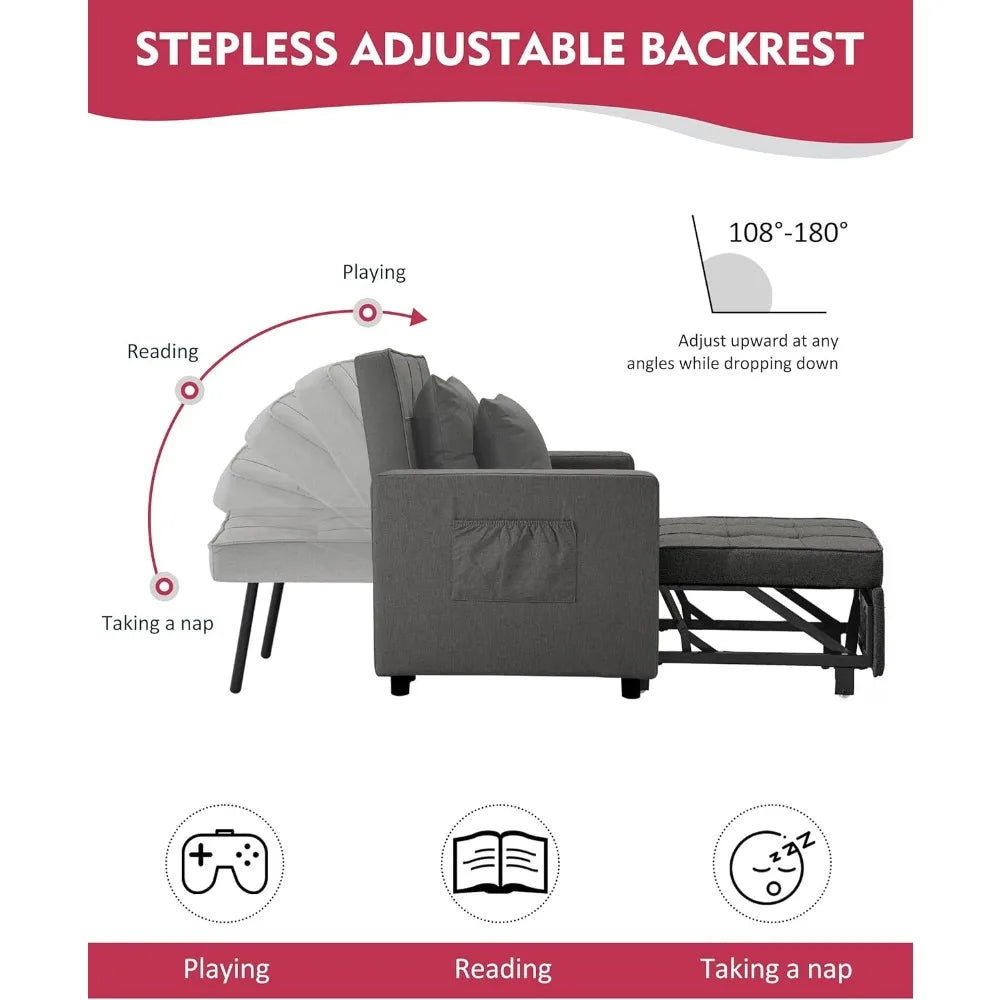 STEPLESS ADJUSTABLE BACKREST
108°-180°
Adjust upward at any
angles while dropping down
Playing
Reading
Taking a nap
Playing
Reading
Taking a nap